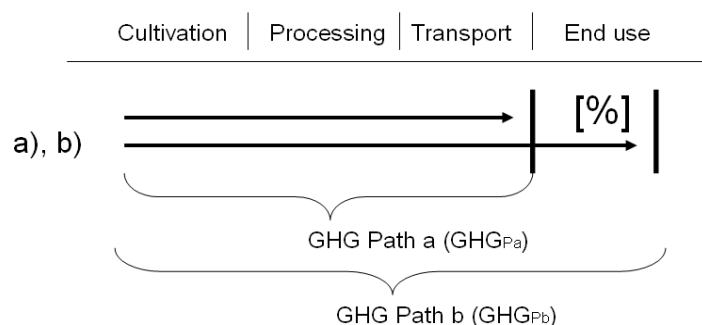 Cultivation Processing Transport End use
[%]
a), b)
GHG Path a (GHGPa)
GHG Path b (GHGPb)